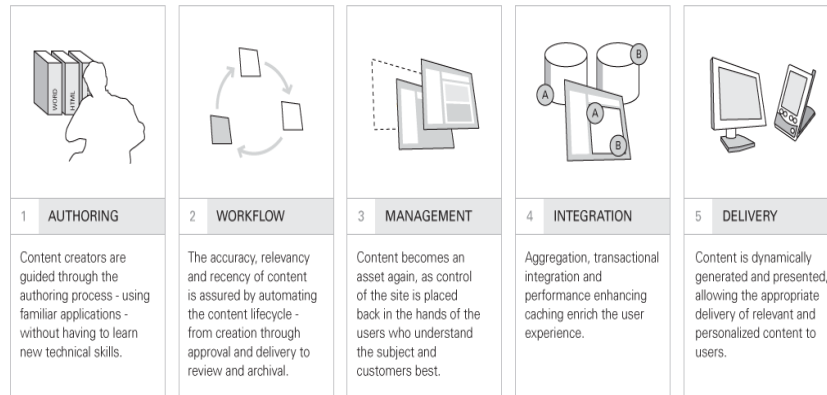 WORD
HTML
A
B
A
B
1 AUTHORING
Content creators are
guided through the
authoring process - using
familiar applications -
without having to learn
new technical skills.
2 WORKFLOW
The accuracy, relevancy
and recency of content
is assured by automating
the content lifecycle -
from creation through
approval and delivery to
review and archival.
3 MANAGEMENT
Content becomes an
asset again, as control
of the site is placed
back in the hands of the
users who understand
the subject and
customers best.
4 INTEGRATION
Aggregation, transactional
integration and
performance enhancing
caching enrich the user
experience.
5 DELIVERY
Content is dynamically
generated and presented,
allowing the appropriate
delivery of relevant and
personalized content to
users.